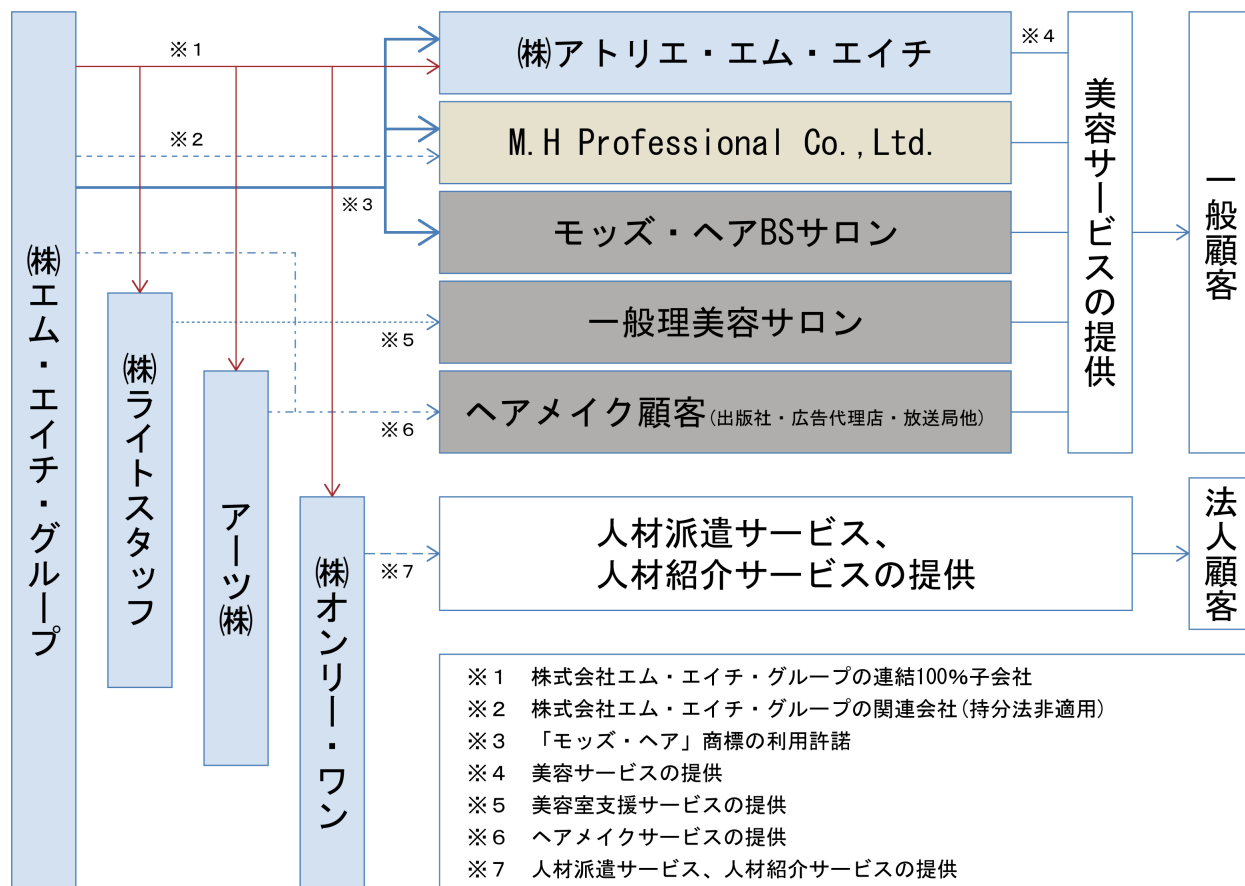 ㈱エム・エイチ・グループ
㈱ライトスタッフ
アーツ㈱
㈱オンリー・ワン
※1
※2
※3
※4
※5
※6
※7
㈱アトリエ・エム・エイチ
M.H Professional Co.,Ltd.
モッズ・ヘアBSサロン
一般理美容サロン
ヘアメイク顧客(出版社・広告代理店・放送局他)
美容サービスの提供
一般顧客
人材派遣サービス、
人材紹介サービスの提供
法人顧客
※1 株式会社エム・エイチ・グループの連結100%子会社
※2 株式会社エム・エイチ・グループの関連会社(持分法非適用)
※3 「モッズ・ヘア」商標の利用許諾
※4 美容サービスの提供
※5 美容室支援サービスの提供
※6 ヘアメイクサービスの提供
※7 人材派遣サービス、人材紹介サービスの提供